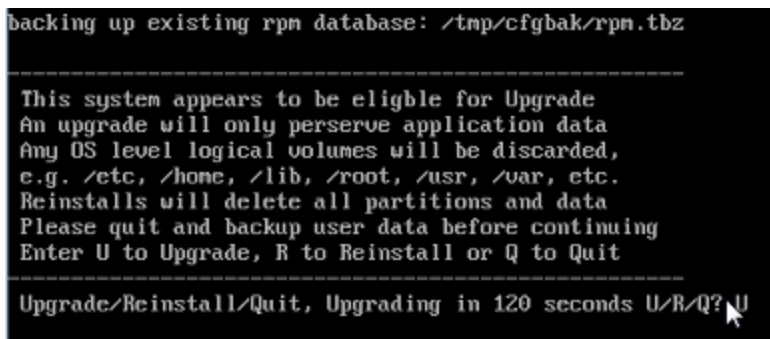 backing up existing rpm database: /tmp/cfgbak/rpm.tbz
---------------------------------------------------------------
This system appears to be eligble for Upgrade
An upgrade will only perserve application data
Any OS level logical volumes will be discarded,
e.g. /etc, /home, /lib, /root, /usr, /var, etc.
Reinstalls will delete all partitions and data
Please quit and backup user data before continuing
Enter U to Upgrade, R to Reinstall or Q to Quit
---------------------------------------------------------------
Upgrade/Reinstall/Quit, Upgrading in 120 seconds U/R/Q? U